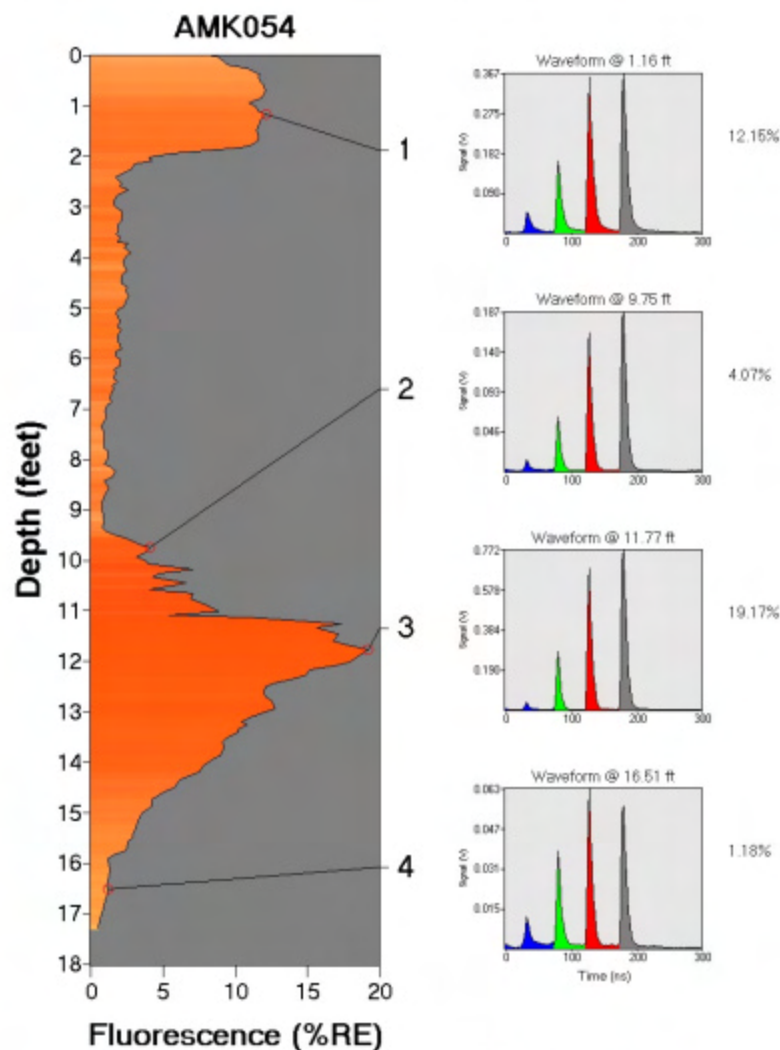 AMK054
0
1
2
3
4
5
6
7
8
9
10
11
12
13
14
15
16
17
18
Depth (feet)
0 5 10 15 20
Fluorescence (%RE)
1
2
3
4
Waveform @ 1.16 ft
0.367
0.275
0.182
0.090
Signal (V)
0 100 200 300
12.15%
Waveform @ 9.75 ft
0.187
0.140
0.093
0.046
Signal (V)
0 100 200 300
4.07%
Waveform @ 11.77 ft
0.772
0.578
0.384
0.190
Signal (V)
0 100 200 300
19.17%
Waveform @ 16.51 ft
0.063
0.047
0.031
0.015
Signal (V)
0 100 200 300
Time (ns)
1.18%